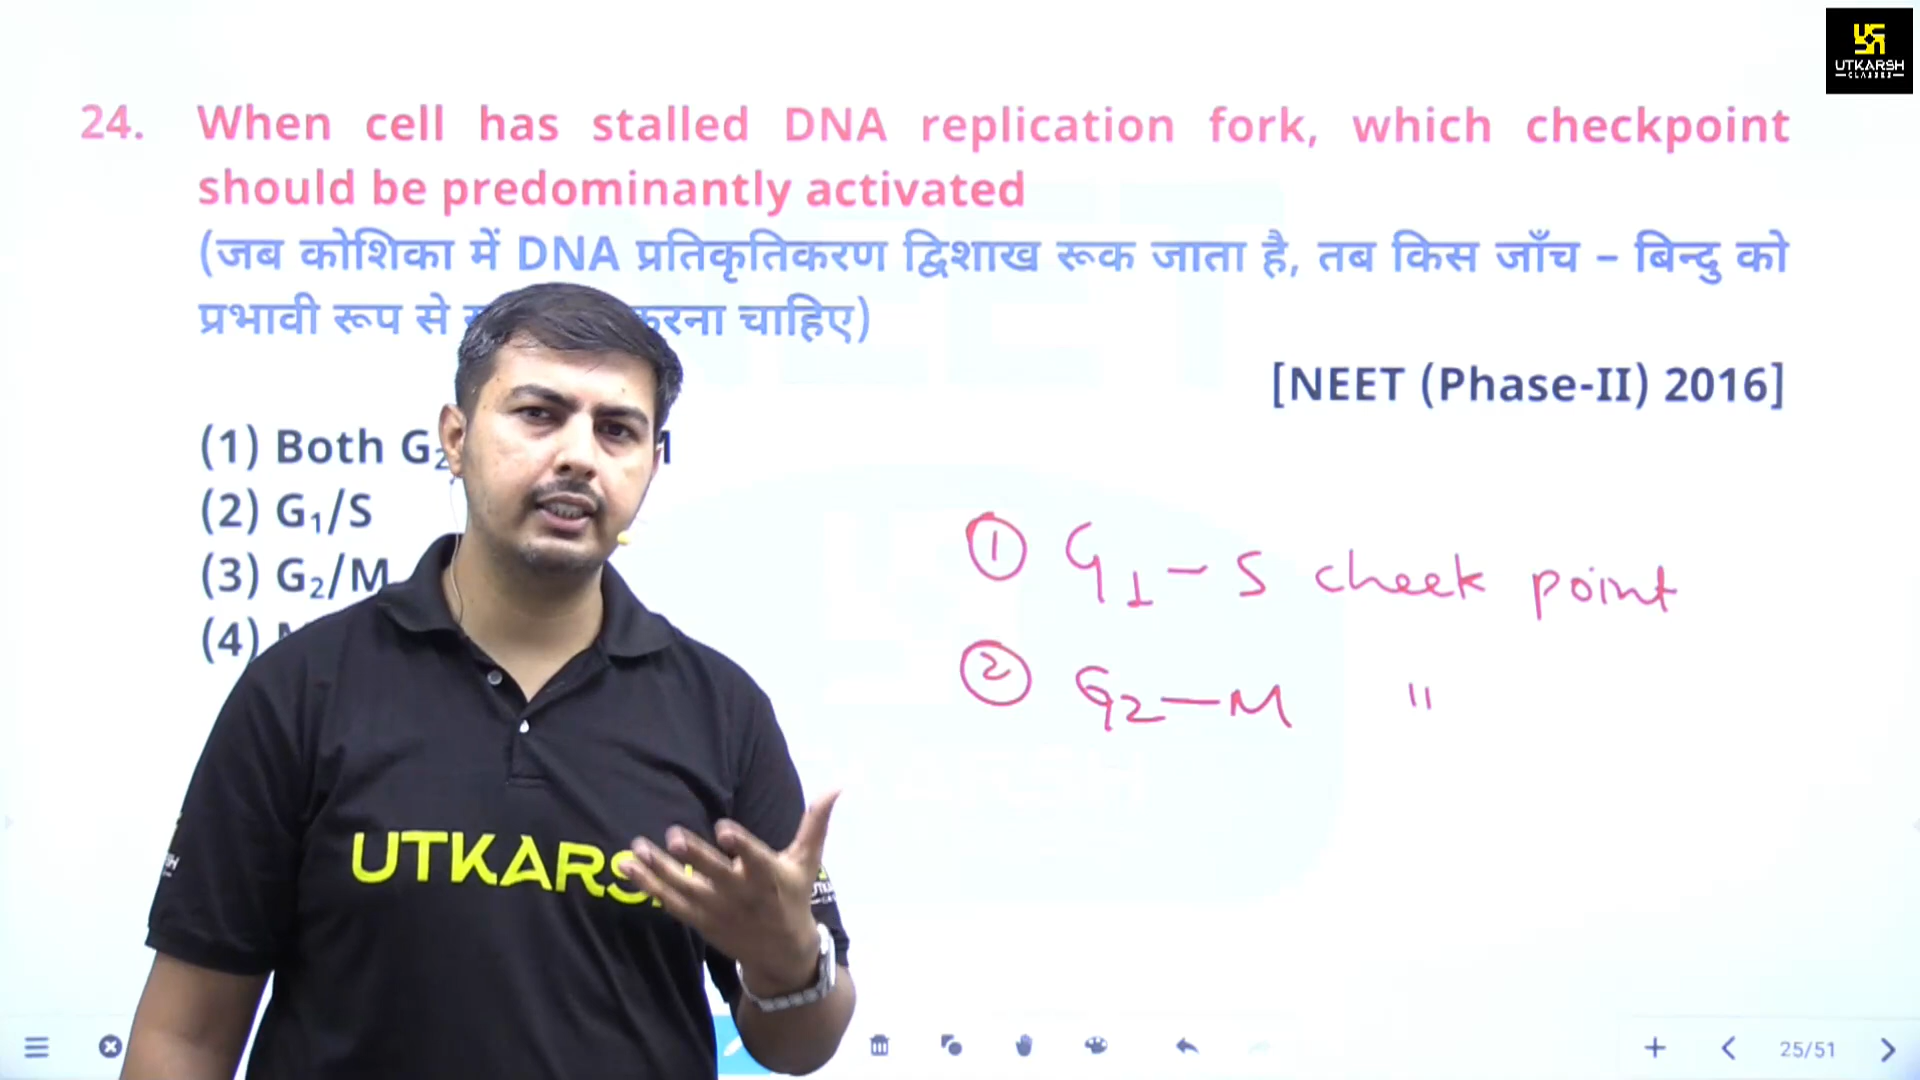 UTKARSH
CLASSES
24. When cell has stalled DNA replication fork, which checkpoint
should be predominantly activated
(जब कोशिका में DNA प्रतिकृतिकरण द्विशाख रूक जाता है, तब किस जाँच – बिन्दु को
प्रभावी रूप से करना चाहिए)
[NEET (Phase-II) 2016]
(1) Both G₂
(2) G₁/S
(3) G₂/M
(4)
① G1 – S check point
② G2 – M "
UTKARS
25/51